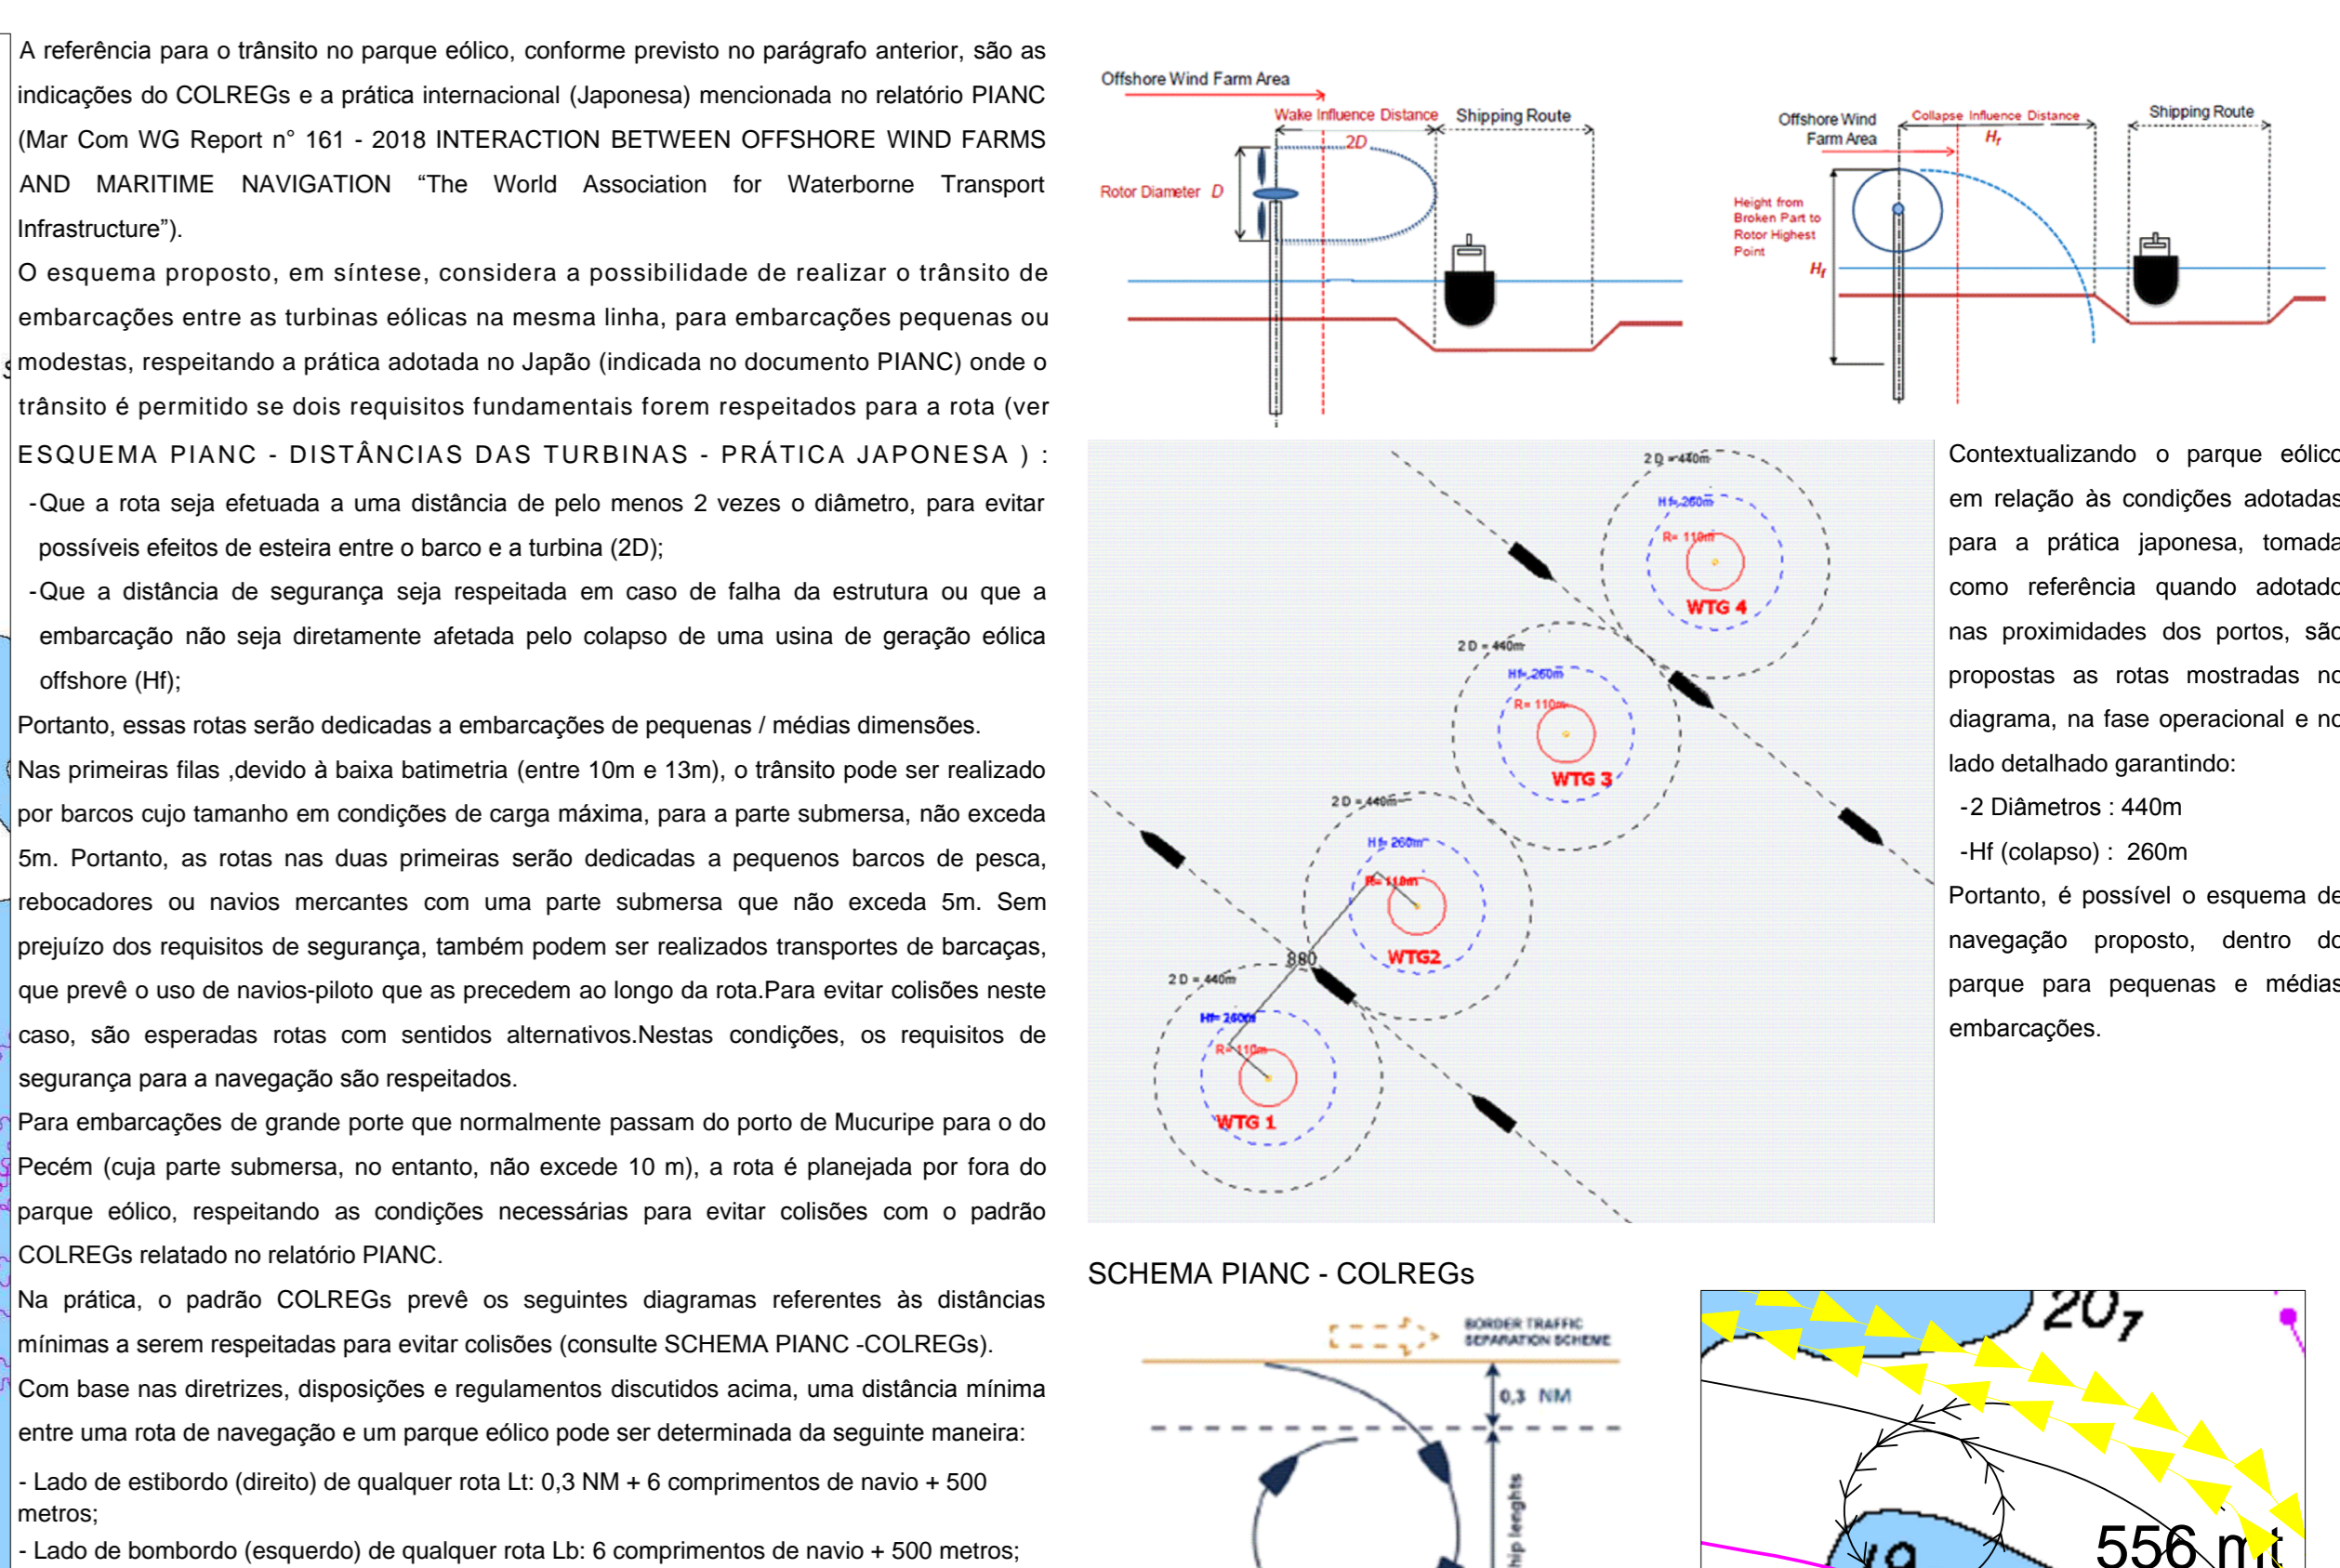 A referência para o trânsito no parque eólico, conforme previsto no parágrafo anterior, são as
indicações do COLREGs e a prática internacional (Japonesa) mencionada no relatório PIANC
(Mar Com WG Report n° 161 - 2018 INTERACTION BETWEEN OFFSHORE WIND FARMS
AND MARITIME NAVIGATION “The World Association for Waterborne Transport
Infrastructure”).
O esquema proposto, em síntese, considera a possibilidade de realizar o trânsito de
embarcações entre as turbinas eólicas na mesma linha, para embarcações pequenas ou
modestas, respeitando a prática adotada no Japão (indicada no documento PIANC) onde o
trânsito é permitido se dois requisitos fundamentais forem respeitados para a rota (ver
ESQUEMA PIANC - DISTÂNCIAS DAS TURBINAS - PRÁTICA JAPONESA ) :
-Que a rota seja efetuada a uma distância de pelo menos 2 vezes o diâmetro, para evitar
possíveis efeitos de esteira entre o barco e a turbina (2D);
-Que a distância de segurança seja respeitada em caso de falha da estrutura ou que a
embarcação não seja diretamente afetada pelo colapso de uma usina de geração eólica
offshore (Hf);
Portanto, essas rotas serão dedicadas a embarcações de pequenas / médias dimensões.
Nas primeiras filas ,devido à baixa batimetria (entre 10m e 13m), o trânsito pode ser realizado
por barcos cujo tamanho em condições de carga máxima, para a parte submersa, não exceda
5m. Portanto, as rotas nas duas primeiras serão dedicadas a pequenos barcos de pesca,
rebocadores ou navios mercantes com uma parte submersa que não exceda 5m. Sem
prejuízo dos requisitos de segurança, também podem ser realizados transportes de barcaças,
que prevê o uso de navios-piloto que as precedem ao longo da rota.Para evitar colisões neste
caso, são esperadas rotas com sentidos alternativos.Nestas condições, os requisitos de
segurança para a navegação são respeitados.
Para embarcações de grande porte que normalmente passam do porto de Mucuripe para o do
Pecém (cuja parte submersa, no entanto, não excede 10 m), a rota é planejada por fora do
parque eólico, respeitando as condições necessárias para evitar colisões com o padrão
COLREGs relatado no relatório PIANC.
Na prática, o padrão COLREGs prevê os seguintes diagramas referentes às distâncias
mínimas a serem respeitadas para evitar colisões (consulte SCHEMA PIANC -COLREGs).
Com base nas diretrizes, disposições e regulamentos discutidos acima, uma distância mínima
entre uma rota de navegação e um parque eólico pode ser determinada da seguinte maneira:
- Lado de estibordo (direito) de qualquer rota Lt: 0,3 NM + 6 comprimentos de navio + 500
metros;
- Lado de bombordo (esquerdo) de qualquer rota Lb: 6 comprimentos de navio + 500 metros;
Offshore Wind Farm Area
Wake Influence Distance
Shipping Route
2D
Rotor Diameter D
Offshore Wind
Farm Area
Collapse Influence Distance
Hf
Shipping Route
Height from
Broken Part to
Rotor Highest
Point
Hf
2 D = 440m
Hf= 260m
R= 110m
WTG 4
2 D = 440m
Hf= 260m
R= 110m
WTG 3
2 D = 440m
Hf= 260m
R= 110m
WTG2
880
2 D = 440m
Hf= 260m
R= 110m
WTG 1
Contextualizando o parque eólico
em relação às condições adotadas
para a prática japonesa, tomada
como referência quando adotado
nas proximidades dos portos, são
propostas as rotas mostradas no
diagrama, na fase operacional e no
lado detalhado garantindo:
-2 Diâmetros : 440m
-Hf (colapso) : 260m
Portanto, é possível o esquema de
navegação proposto, dentro do
parque para pequenas e médias
embarcações.
SCHEMA PIANC - COLREGs
BORDER TRAFFIC
SEPARATION SCHEME
0,3 NM
hip lenghts
207
19
556 mt